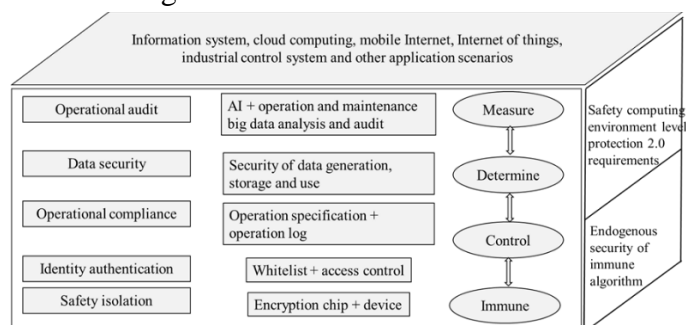 Information system, cloud computing, mobile Internet, Internet of things,
industrial control system and other application scenarios
Operational audit
AI + operation and maintenance
big data analysis and audit
Measure
Safety computing
environment level
protection 2.0
requirements
Data security
Security of data generation,
storage and use
Determine
Operational compliance
Operation specification +
operation log
Control
Endogenous
security of
immune
algorithm
Identity authentication
Whitelist + access control
Safety isolation
Encryption chip + device
Immune